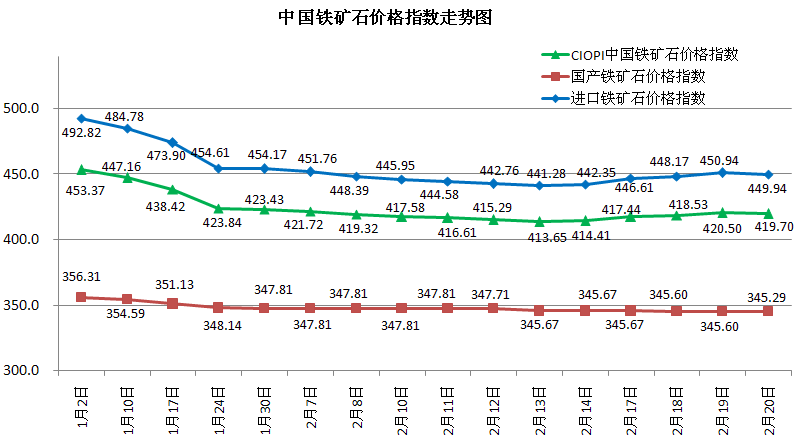 中国铁矿石价格指数走势图
CIOPI中国铁矿石价格指数
国产铁矿石价格指数
进口铁矿石价格指数
500.0
450.0
400.0
350.0
300.0
492.82 484.78 473.90 454.61 454.17 451.76 448.39 445.95 444.58 442.76 441.28 442.35 446.61 448.17 450.94 449.94
453.37 447.16 438.42 423.84 423.43 421.72 419.32 417.58 416.61 415.29 413.65 414.41 417.44 418.53 420.50 419.70
356.31 354.59 351.13 348.14 347.81 347.81 347.81 347.81 347.81 347.71 345.67 345.67 345.67 345.60 345.60 345.29
1月2日 1月10日 1月17日 1月24日 1月30日 2月7日 2月8日 2月10日 2月11日 2月12日 2月13日 2月14日 2月17日 2月18日 2月19日 2月20日